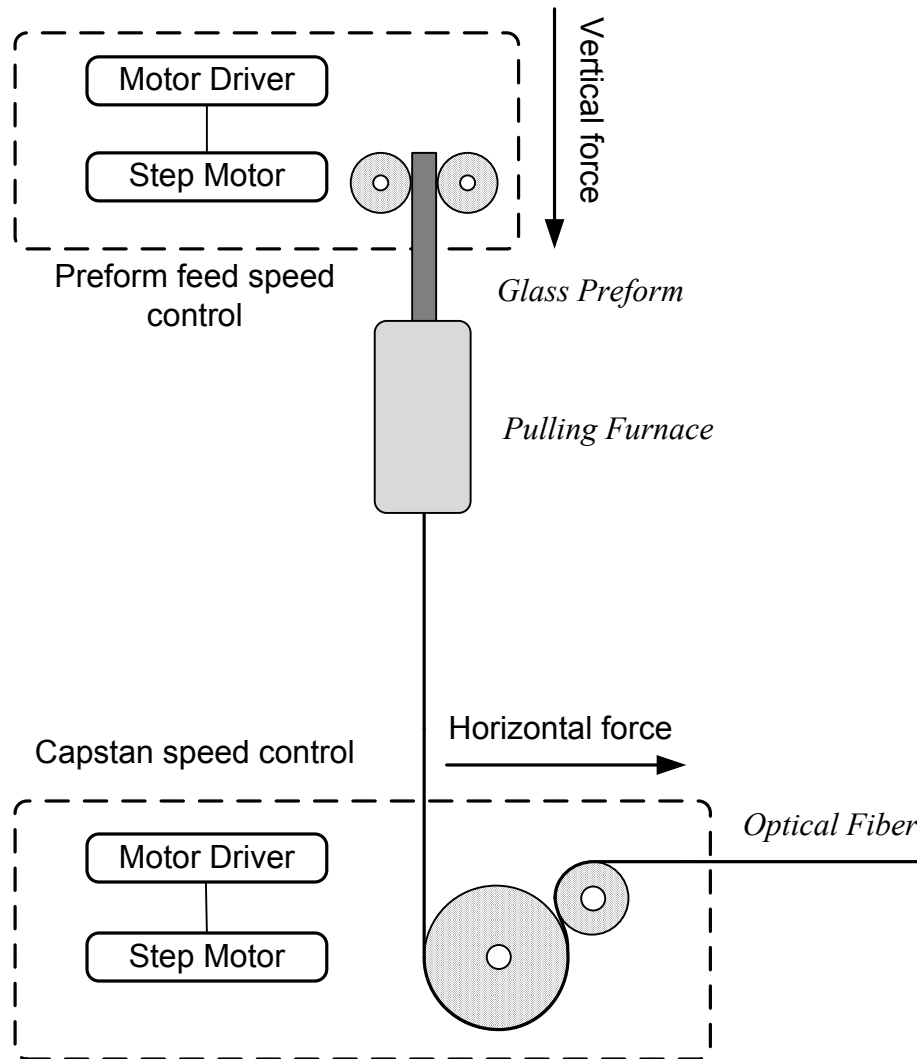 Motor Driver
Step Motor
Vertical force
Preform feed speed
control
Glass Preform
Pulling Furnace
Horizontal force
Capstan speed control
Optical Fiber
Motor Driver
Step Motor